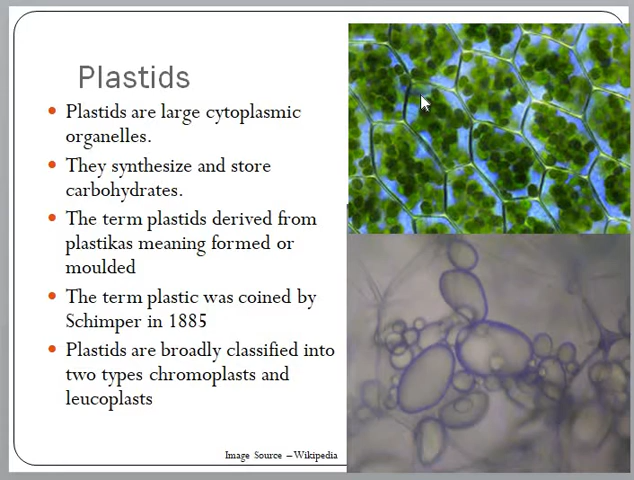 Plastids
Plastids are large cytoplasmic
organelles.
They synthesize and store
carbohydrates.
The term plastids derived from
plastikas meaning formed or
moulded
The term plastic was coined by
Schimper in 1885
Plastids are broadly classified into
two types chromoplasts and
leucoplasts
Image Source – Wikipedia